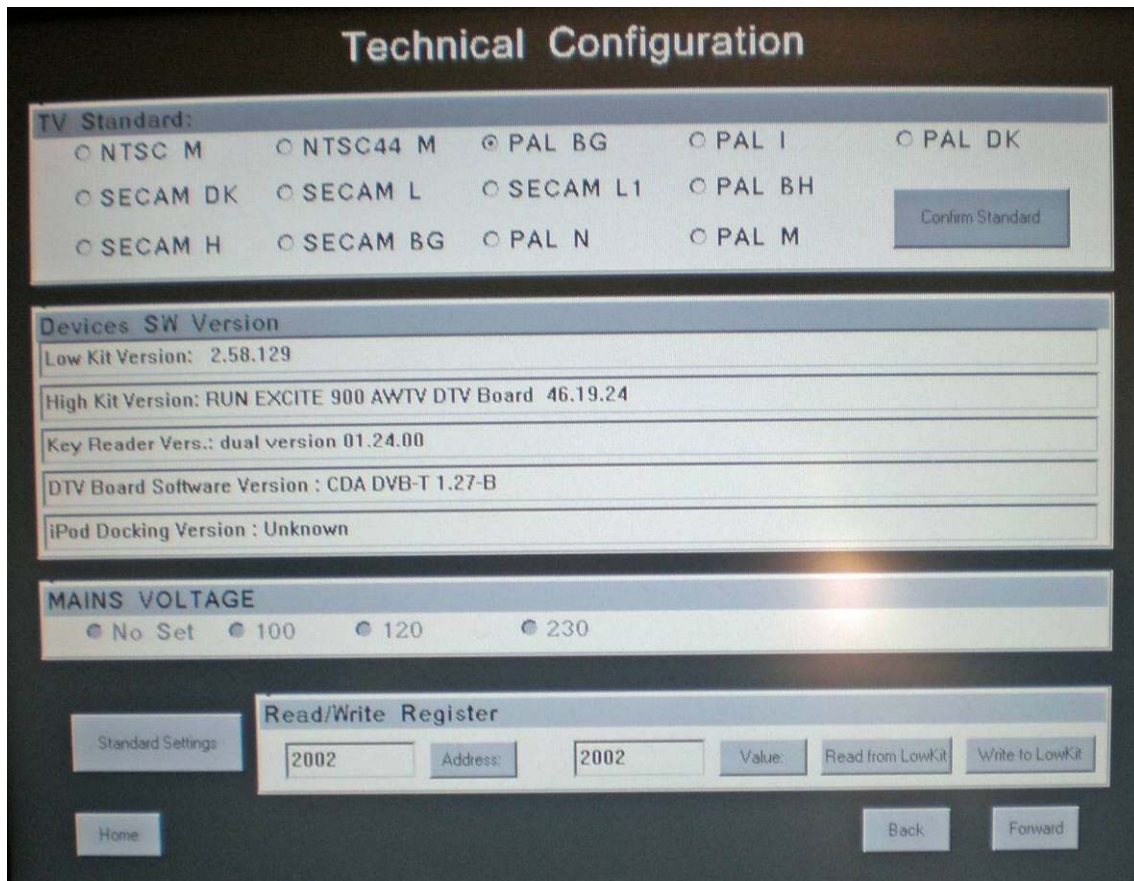 Technical Configuration
TV Standard:
NTSC M NTSC44 M PAL BG PAL I PAL DK
SECAM DK SECAM L SECAM L1 PAL BH
Confirm Standard
SECAM H SECAM BG PAL N PAL M
Devices SW Version
Low Kit Version: 2.58.129
High Kit Version: RUN EXCITE 900 AWTV DTV Board 46.19.24
Key Reader Vers.: dual version 01.24.00
DTV Board Software Version : CDA DVB-T 1.27-B
iPod Docking Version : Unknown
MAINS VOLTAGE
No Set 100 120 230
Standard Settings
Read/Write Register
2002 Address: 2002 Value: Read from LowKit Write to LowKit
Home Back Forward